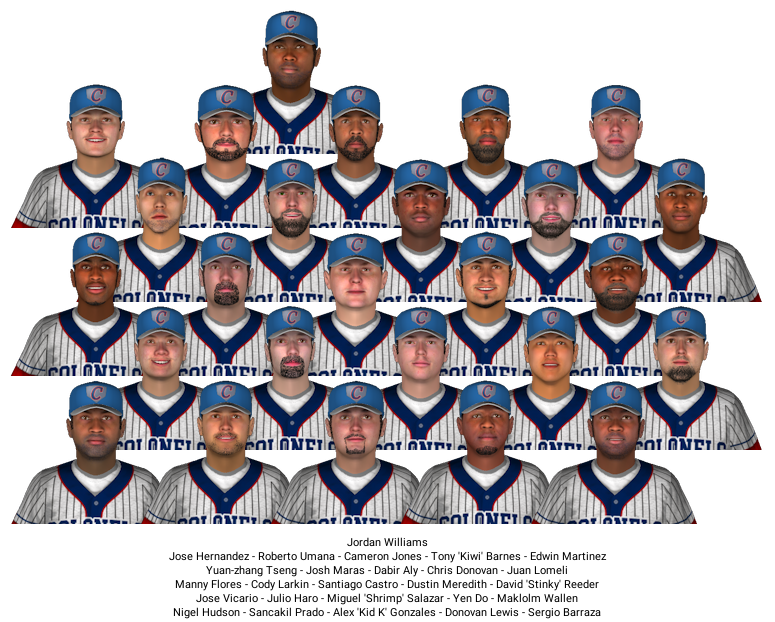 Jordan Williams
Jose Hernandez - Roberto Umana - Cameron Jones - Tony 'Kiwi' Barnes - Edwin Martinez
Yuan-zhang Tseng - Josh Maras - Dabir Aly - Chris Donovan - Juan Lomeli
Manny Flores - Cody Larkin - Santiago Castro - Dustin Meredith - David 'Stinky' Reeder
Jose Vicario - Julio Haro - Miguel 'Shrimp' Salazar - Yen Do - Maklolm Wallen
Nigel Hudson - Sancakil Prado - Alex 'Kid K' Gonzales - Donovan Lewis - Sergio Barraza